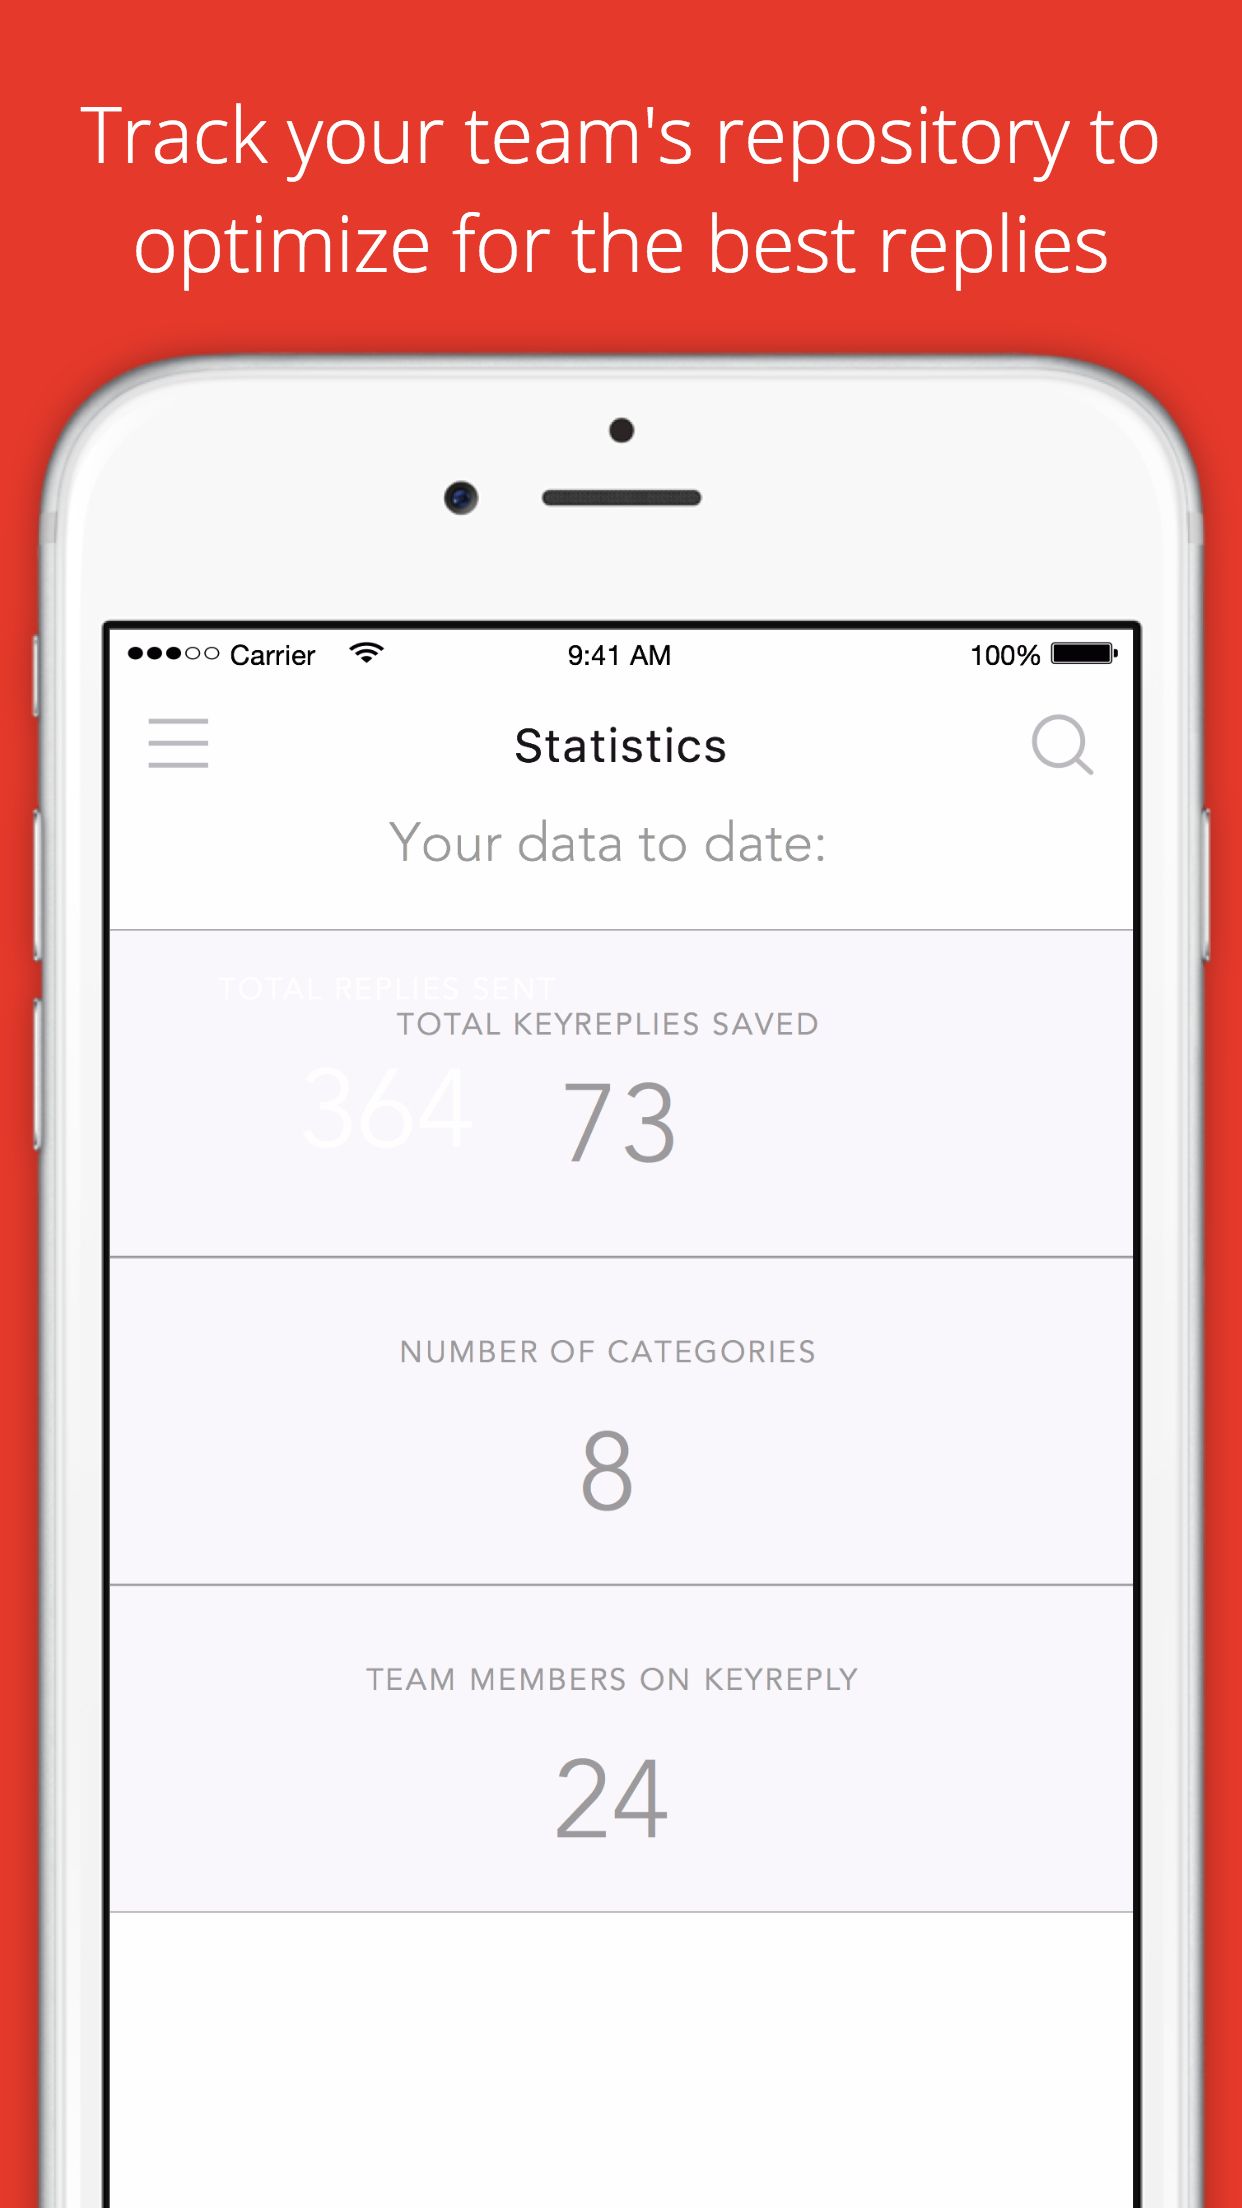 Track your team's repository to
optimize for the best replies
Carrier 9:41 AM 100%
Statistics
Your data to date:
TOTAL REPLIES SENT
TOTAL KEYREPLIES SAVED
364 73
NUMBER OF CATEGORIES
8
TEAM MEMBERS ON KEYREPLY
24